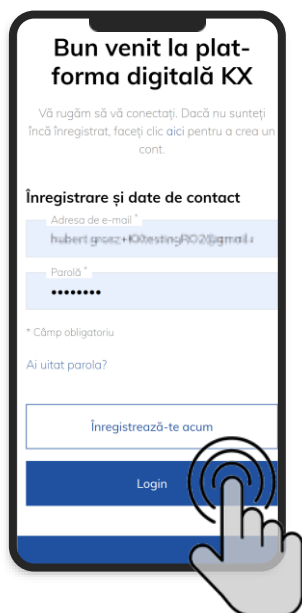 Bun venit la plat-
forma digitală KX
Vă rugăm să vă conectați. Dacă nu sunteți
încă înregistrat, faceți clic aici pentru a crea un
cont.
Înregistrare și date de contact
Adresa de e-mail *
Parolă *
••••••••
* Câmp obligatoriu
Ai uitat parola?
Înregistrează-te acum
Login